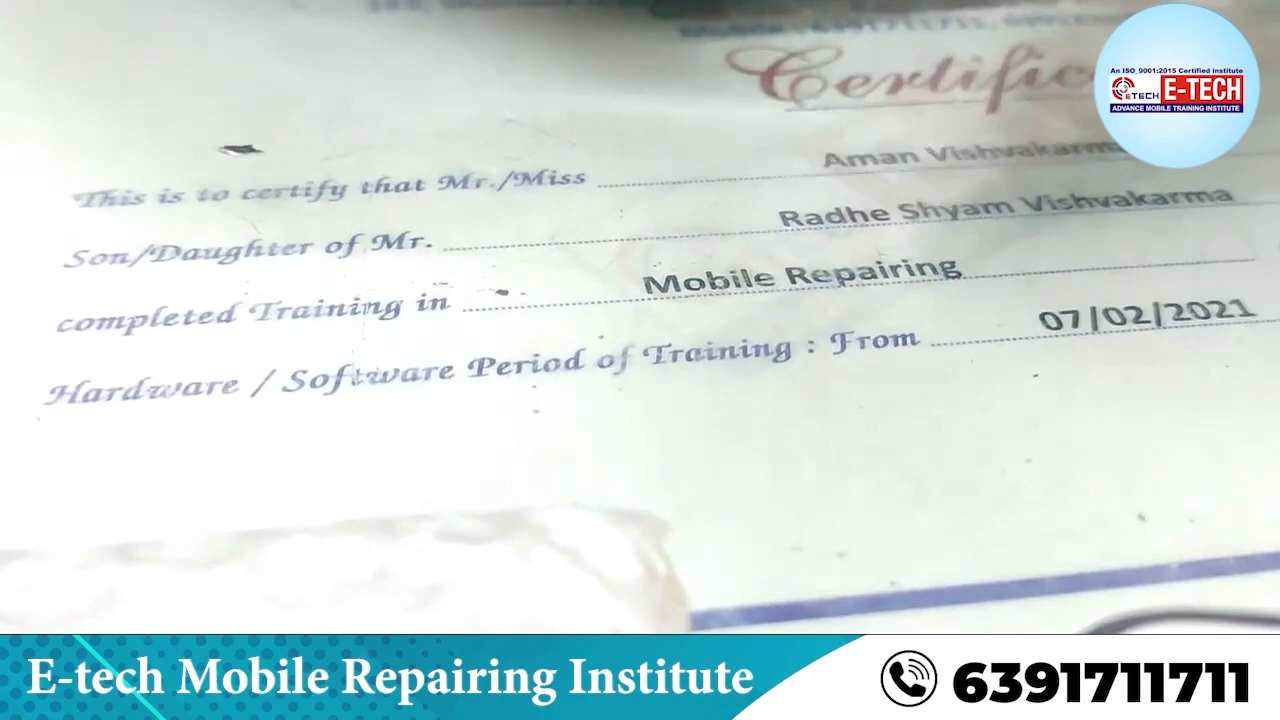 Certific
An ISO 9001:2015 Certified institute
ETECH E-TECH
ADVANCE MOBILE TRAINING INSTITUTE
This is to certify that Mr./Miss Aman Vishvakarma
Son/Daughter of Mr. Radhe Shyam Vishvakarma
completed Training in Mobile Repairing
Hardware / Software Period of Training : From 07/02/2021
E-tech Mobile Repairing Institute
6391711711